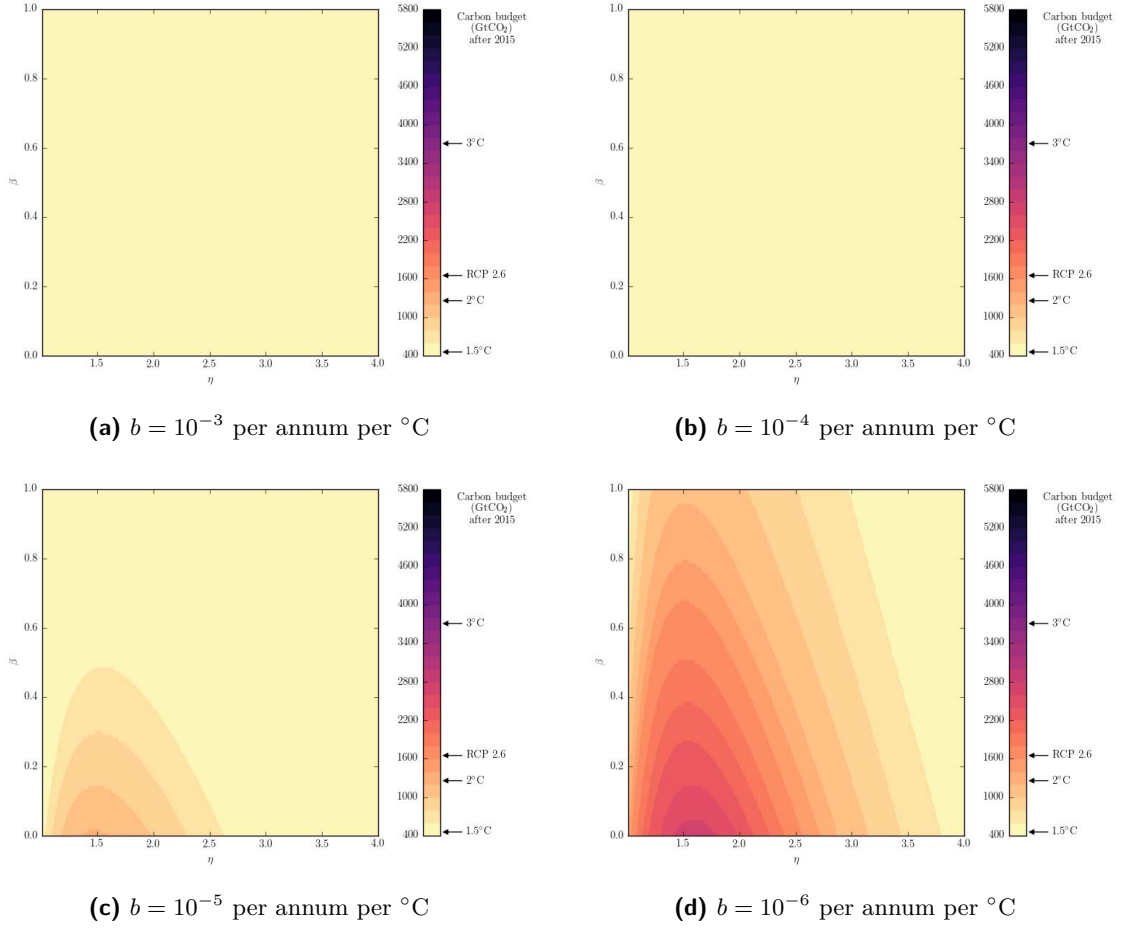 1.0
0.8
0.6
0.4
0.2
0.0
β
1.5
2.0
2.5
3.0
3.5
4.0
η
5800
5200
4600
4000
3400
2800
2200
1600
1000
400
Carbon budget
(GtCO₂)
after 2015
3°C
RCP 2.6
2°C
1.5°C
(a) b = 10⁻³ per annum per °C
1.0
0.8
0.6
0.4
0.2
0.0
β
1.5
2.0
2.5
3.0
3.5
4.0
η
5800
5200
4600
4000
3400
2800
2200
1600
1000
400
Carbon budget
(GtCO₂)
after 2015
3°C
RCP 2.6
2°C
1.5°C
(b) b = 10⁻⁴ per annum per °C
1.0
0.8
0.6
0.4
0.2
0.0
β
1.5
2.0
2.5
3.0
3.5
4.0
η
5800
5200
4600
4000
3400
2800
2200
1600
1000
400
Carbon budget
(GtCO₂)
after 2015
3°C
RCP 2.6
2°C
1.5°C
(c) b = 10⁻⁵ per annum per °C
1.0
0.8
0.6
0.4
0.2
0.0
β
1.5
2.0
2.5
3.0
3.5
4.0
η
5800
5200
4600
4000
3400
2800
2200
1600
1000
400
Carbon budget
(GtCO₂)
after 2015
3°C
RCP 2.6
2°C
1.5°C
(d) b = 10⁻⁶ per annum per °C